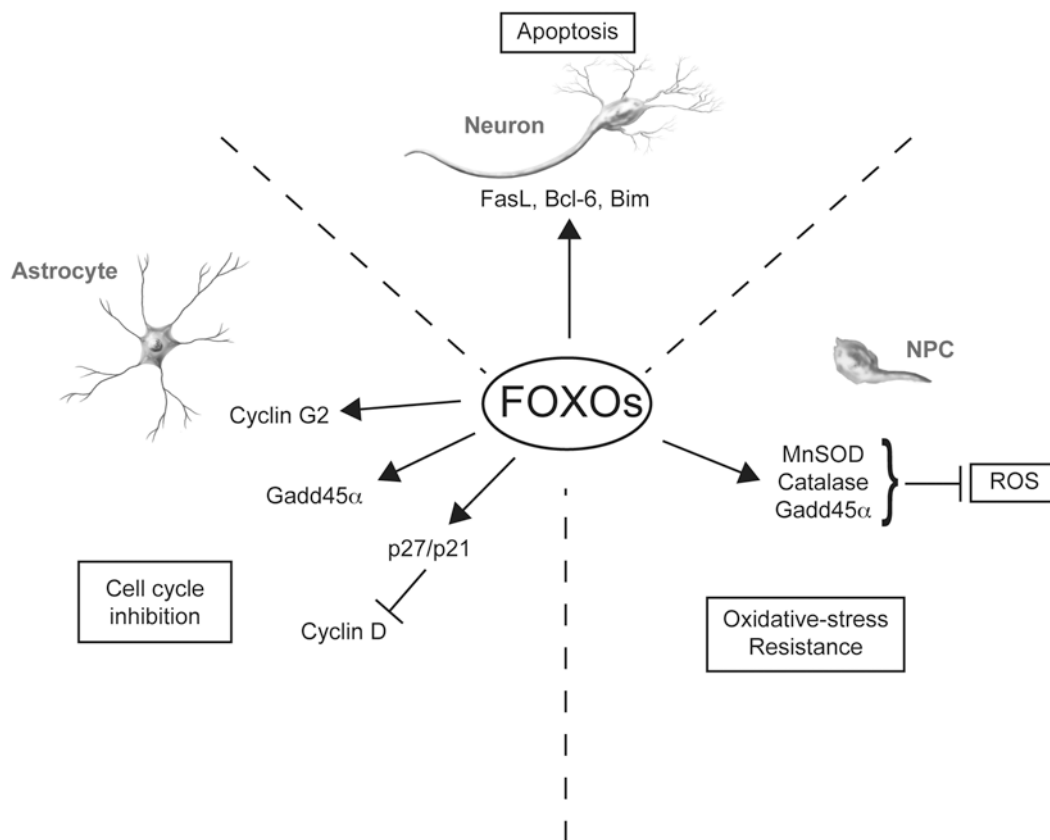 Apoptosis
Neuron
FasL, Bcl-6, Bim
Astrocyte
NPC
FOXOs
Cyclin G2
Gadd45α
p27/p21
Cyclin D
Cell cycle
inhibition
MnSOD
Catalase
Gadd45α
ROS
Oxidative-stress
Resistance